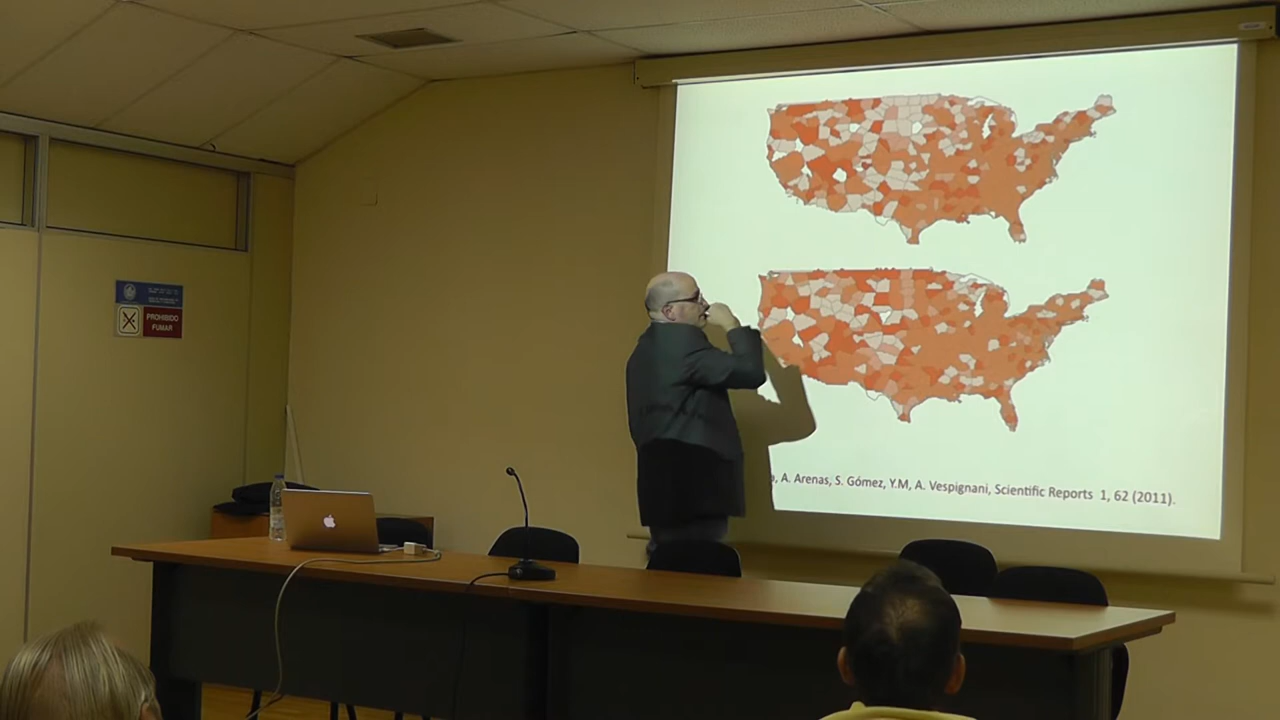 PROHIBIDO
FUMAR
, A. Arenas, S. Gómez, Y.M, A. Vespignani, Scientific Reports 1, 62 (2011).